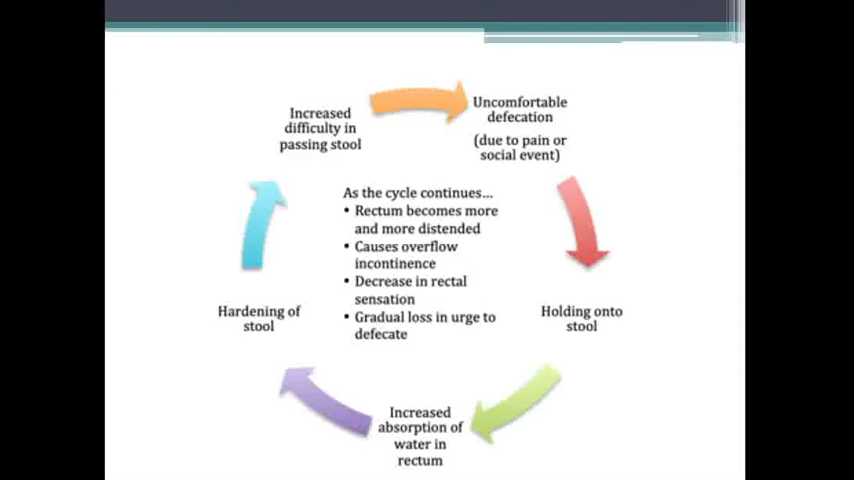 Increased
difficulty in
passing stool
Uncomfortable
defecation
(due to pain or
social event)
As the cycle continues...
• Rectum becomes more
and more distended
• Causes overflow
incontinence
• Decrease in rectal
sensation
• Gradual loss in urge to
defecate
Holding onto
stool
Increased
absorption of
water in
rectum
Hardening of
stool